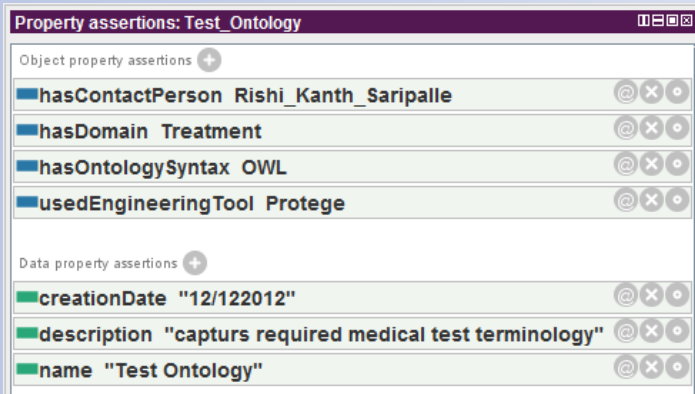 Property assertions: Test_Ontology
Object property assertions
hasContactPerson Rishi_Kanth_Saripalle
hasDomain Treatment
hasOntologySyntax OWL
usedEngineeringTool Protege
Data property assertions
creationDate "12/122012"
description "capturs required medical test terminology"
name "Test Ontology"